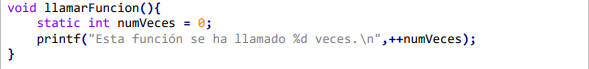 void llamarFuncion(){
    static int numVeces = 0;
    printf("Esta función se ha llamado %d veces.\n",++numVeces);
}